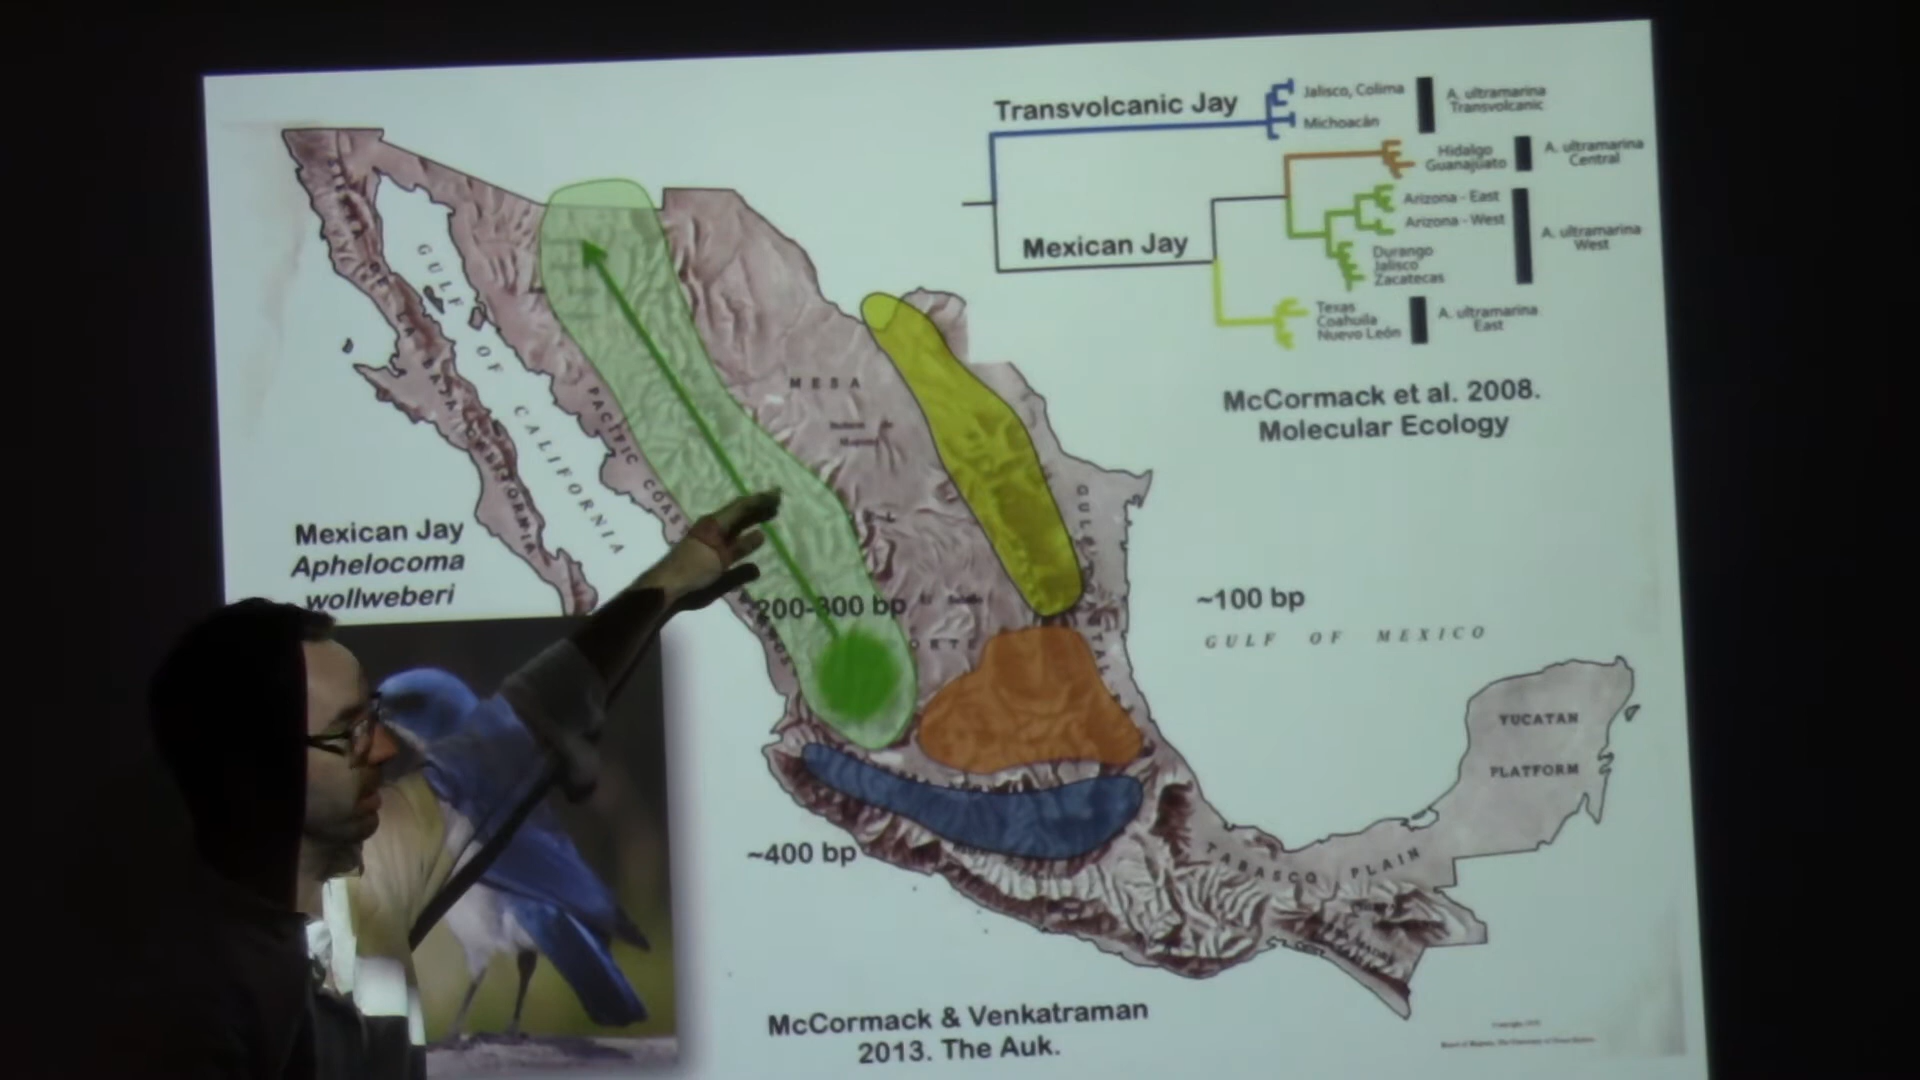 Transvolcanic Jay
Jalisco, Colima
Michoacán
A. ultramarina
Transvolcanic
Hidalgo
Guanajuato
A. ultramarina
Central
Arizona - East
Arizona - West
Mexican Jay
A. ultramarina
West
Durango
Jalisco
Zacatecas
Texas
Coahuila
Nuevo León
A. ultramarina
East
McCormack et al. 2008.
Molecular Ecology
GULF OF CALIFORNIA
MESA
PACIFIC COAS
Mexican Jay
Aphelocoma
wollweberi
200-300 bp
~100 bp
GULF OF MEXICO
YUCATAN
PLATFORM
~400 bp
TABASCO PLAIN
McCormack & Venkatraman
2013. The Auk.